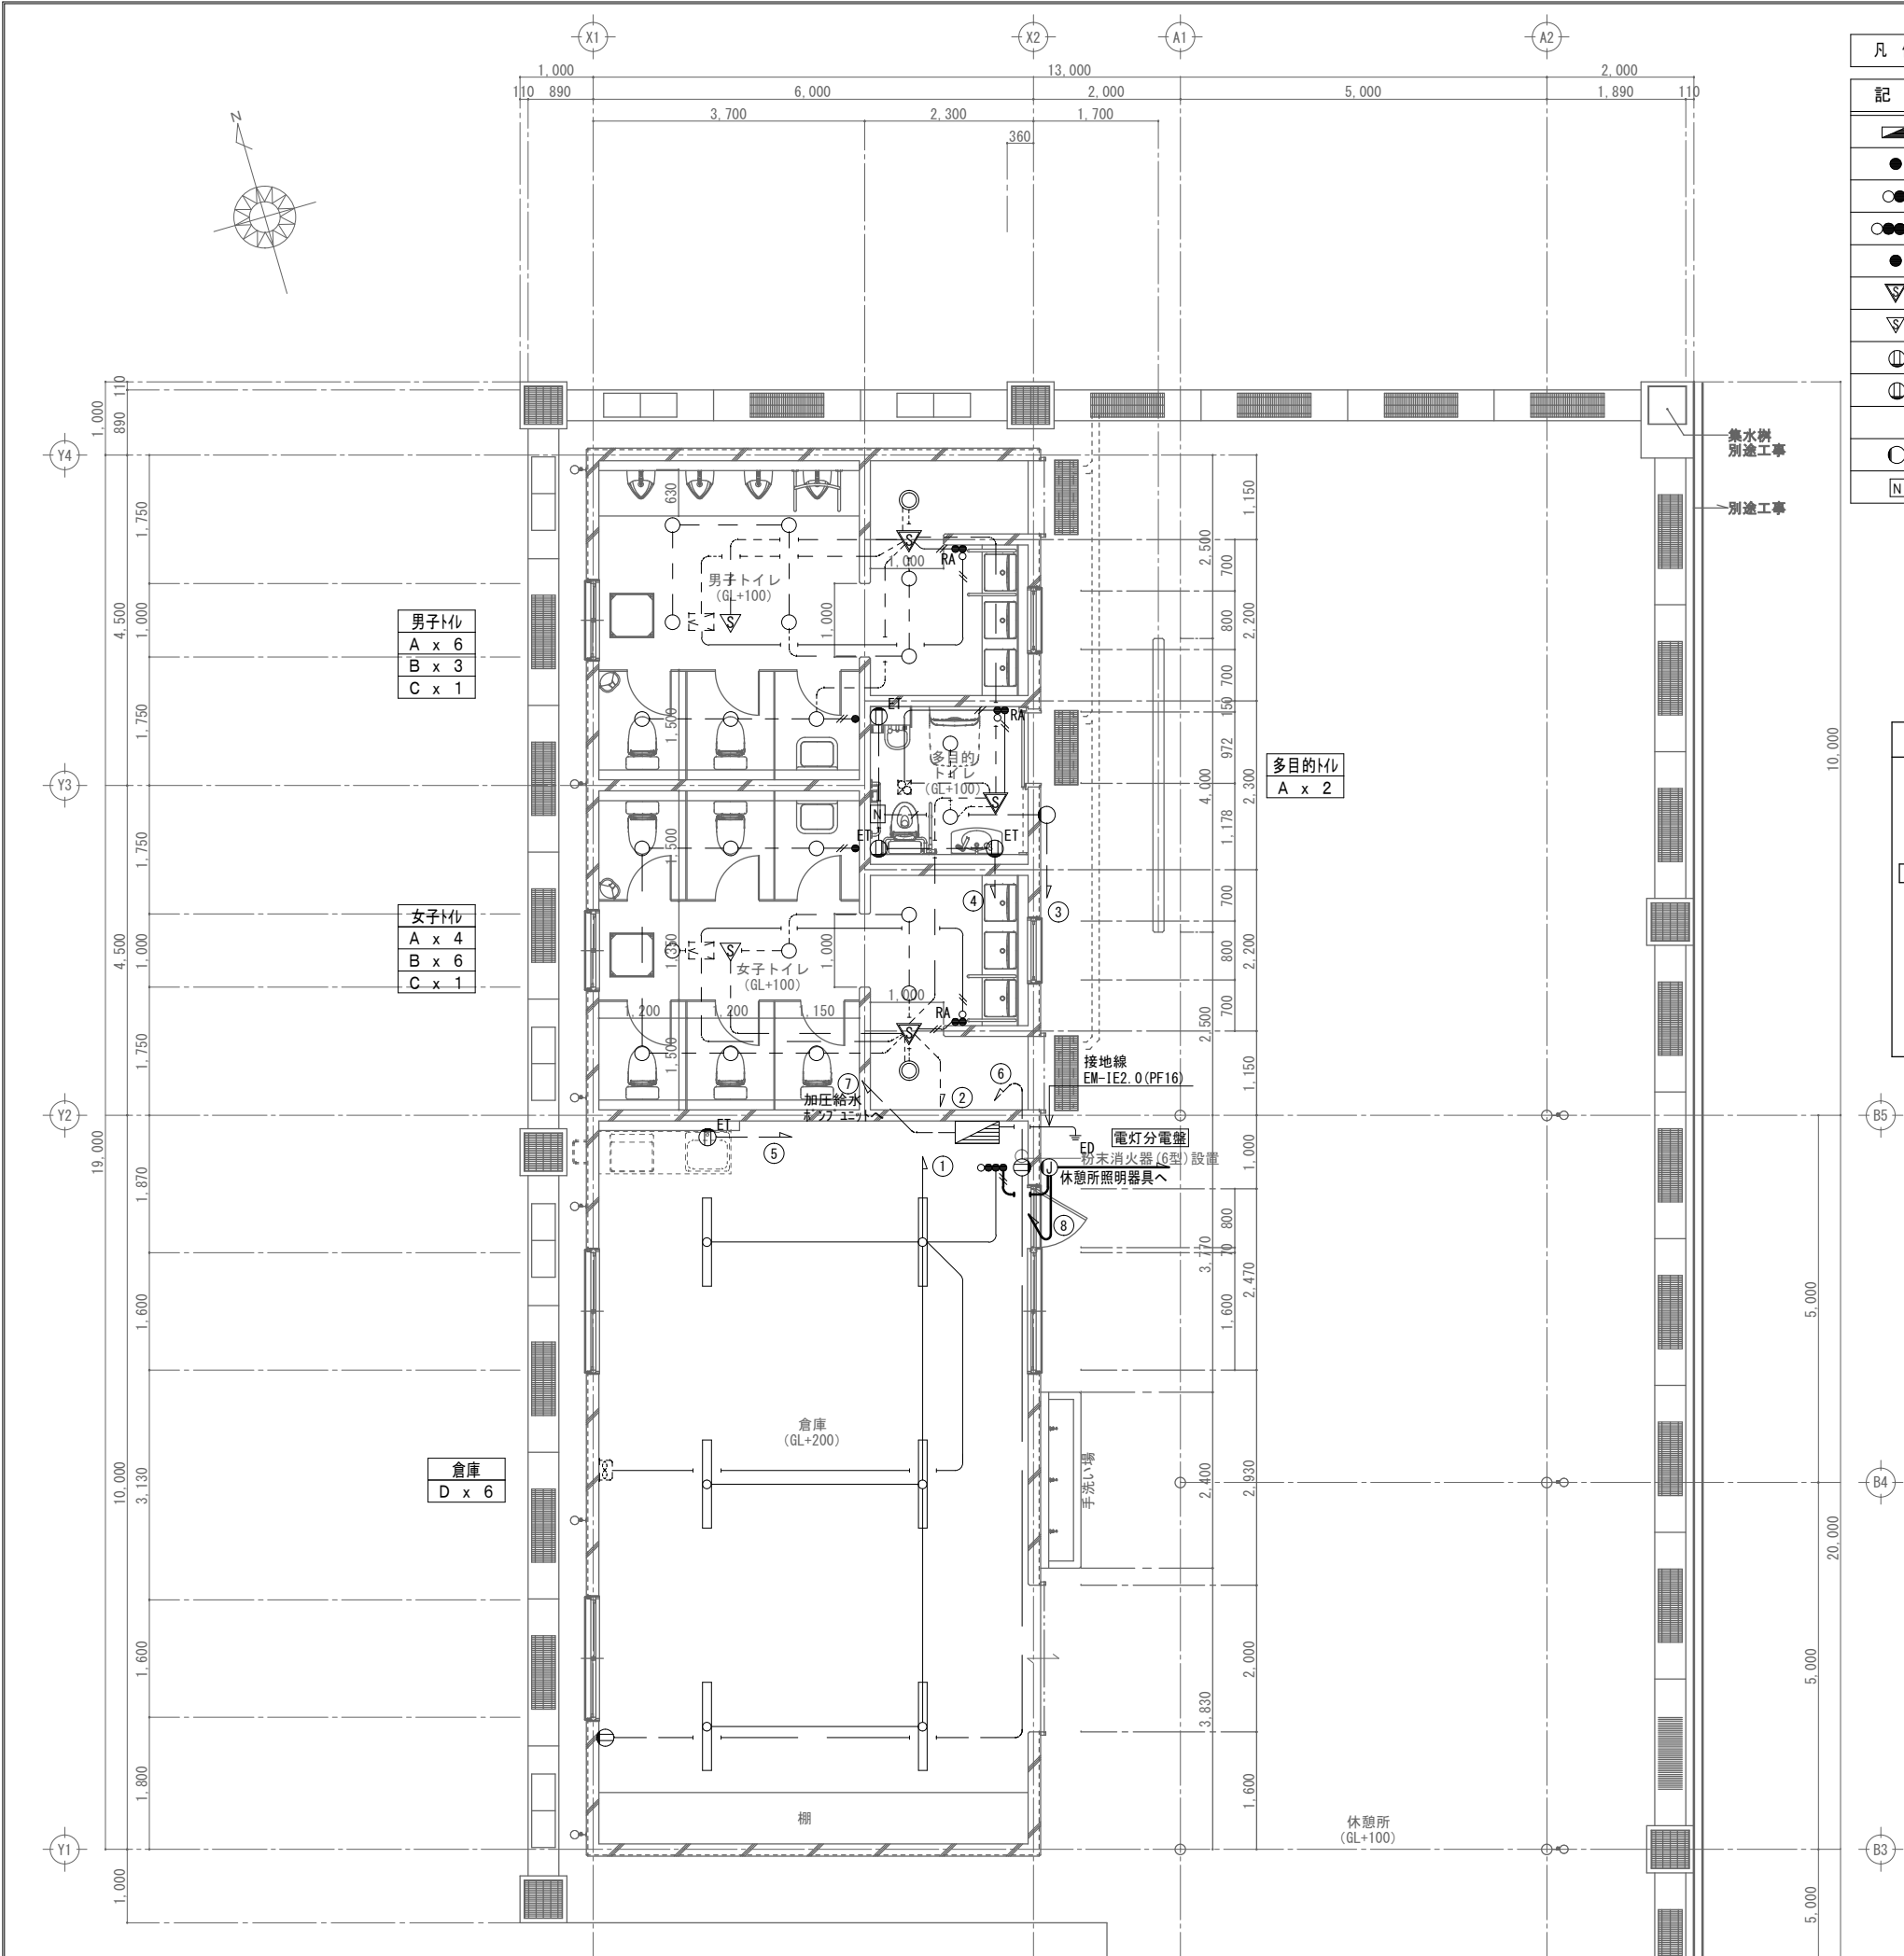 X1
X2
A1
A2
凡
1,000
13,000
2,000
110
890
6,000
2,000
5,000
1,890
110
3,700
2,300
1,700
360
N
記
S
S
N
集水桝
別途工事
別途工事
Y4
Y3
Y2
Y1
B5
B4
B3
110
1,000
890
1,750
4,500
1,000
1,750
1,750
4,500
1,000
1,750
19,000
1,870
1,600
10,000
3,130
1,600
1,800
1,000
男子トイレ
A x 6
B x 3
C x 1
女子トイレ
A x 4
B x 6
C x 1
倉庫
D x 6
多目的トイレ
A x 2
630
S
RA
1,000
男子トイレ
(GL+100)
1,000
S
1,500
ET
RA
多目的
トイレ
(GL+100)
S
N
ET
ET
1,500
④
③
1,350
S
女子トイレ
(GL+100)
1,000
1,000
1,200
1,200
1,150
RA
S
1,500
⑦
加圧給水
ポンプユニットへ
②
⑥
接地線
EM-IE2.0(PF16)
ET
⑤
①
ED
電灯分電盤
粉末消火器(6型)設置
J
休憩所照明器具へ
⑧
倉庫
(GL+200)
手洗い場
棚
休憩所
(GL+100)
1,150
2,500
700
800
2,200
700
150
972
4,000
2,300
1,178
700
800
2,200
700
2,500
1,150
1,000
800
3,770
70
2,470
1,600
2,400
2,930
2,000
3,830
1,600
10,000
5,000
20,000
5,000
5,000